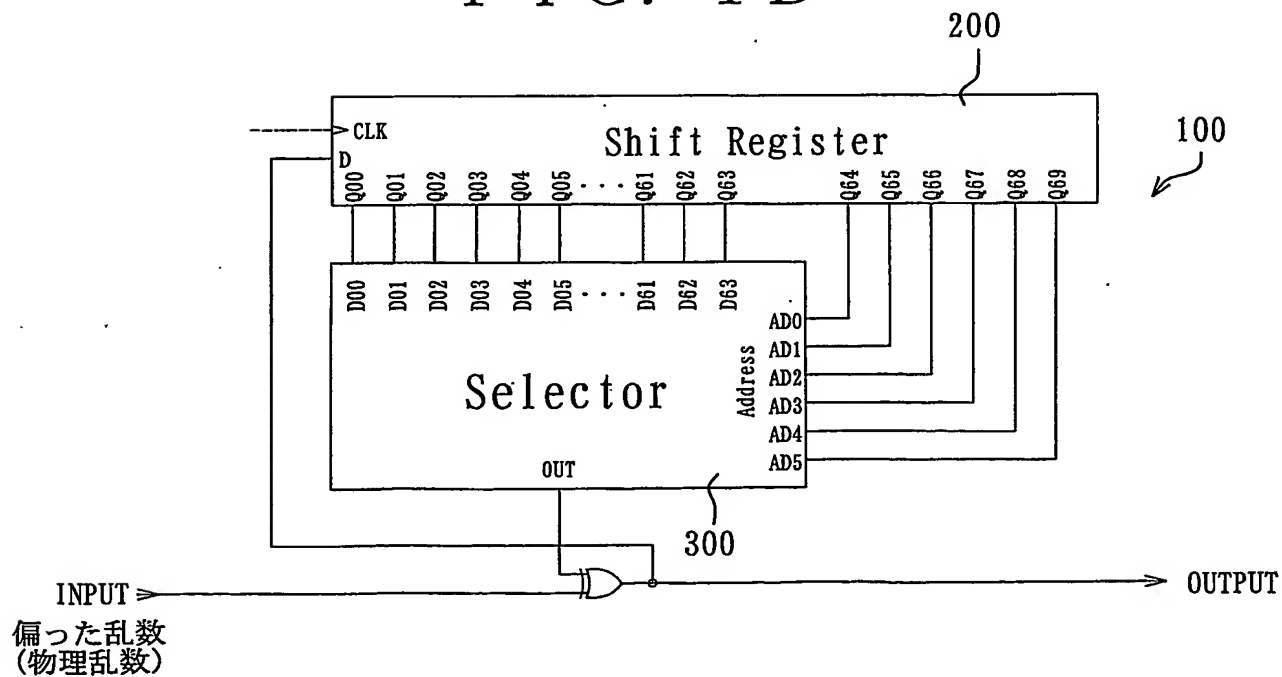 FIG.
200
100
CLK
D
Shift Register
Q00 Q01 Q02 Q03 Q04 Q05 ··· Q61 Q62 Q63 Q64 Q65 Q66 Q67 Q68 Q69
D00 D01 D02 D03 D04 D05 ··· D61 D62 D63
Selector
Address
AD0
AD1
AD2
AD3
AD4
AD5
OUT
300
INPUT
OUTPUT
偏った乱数
(物理乱数)